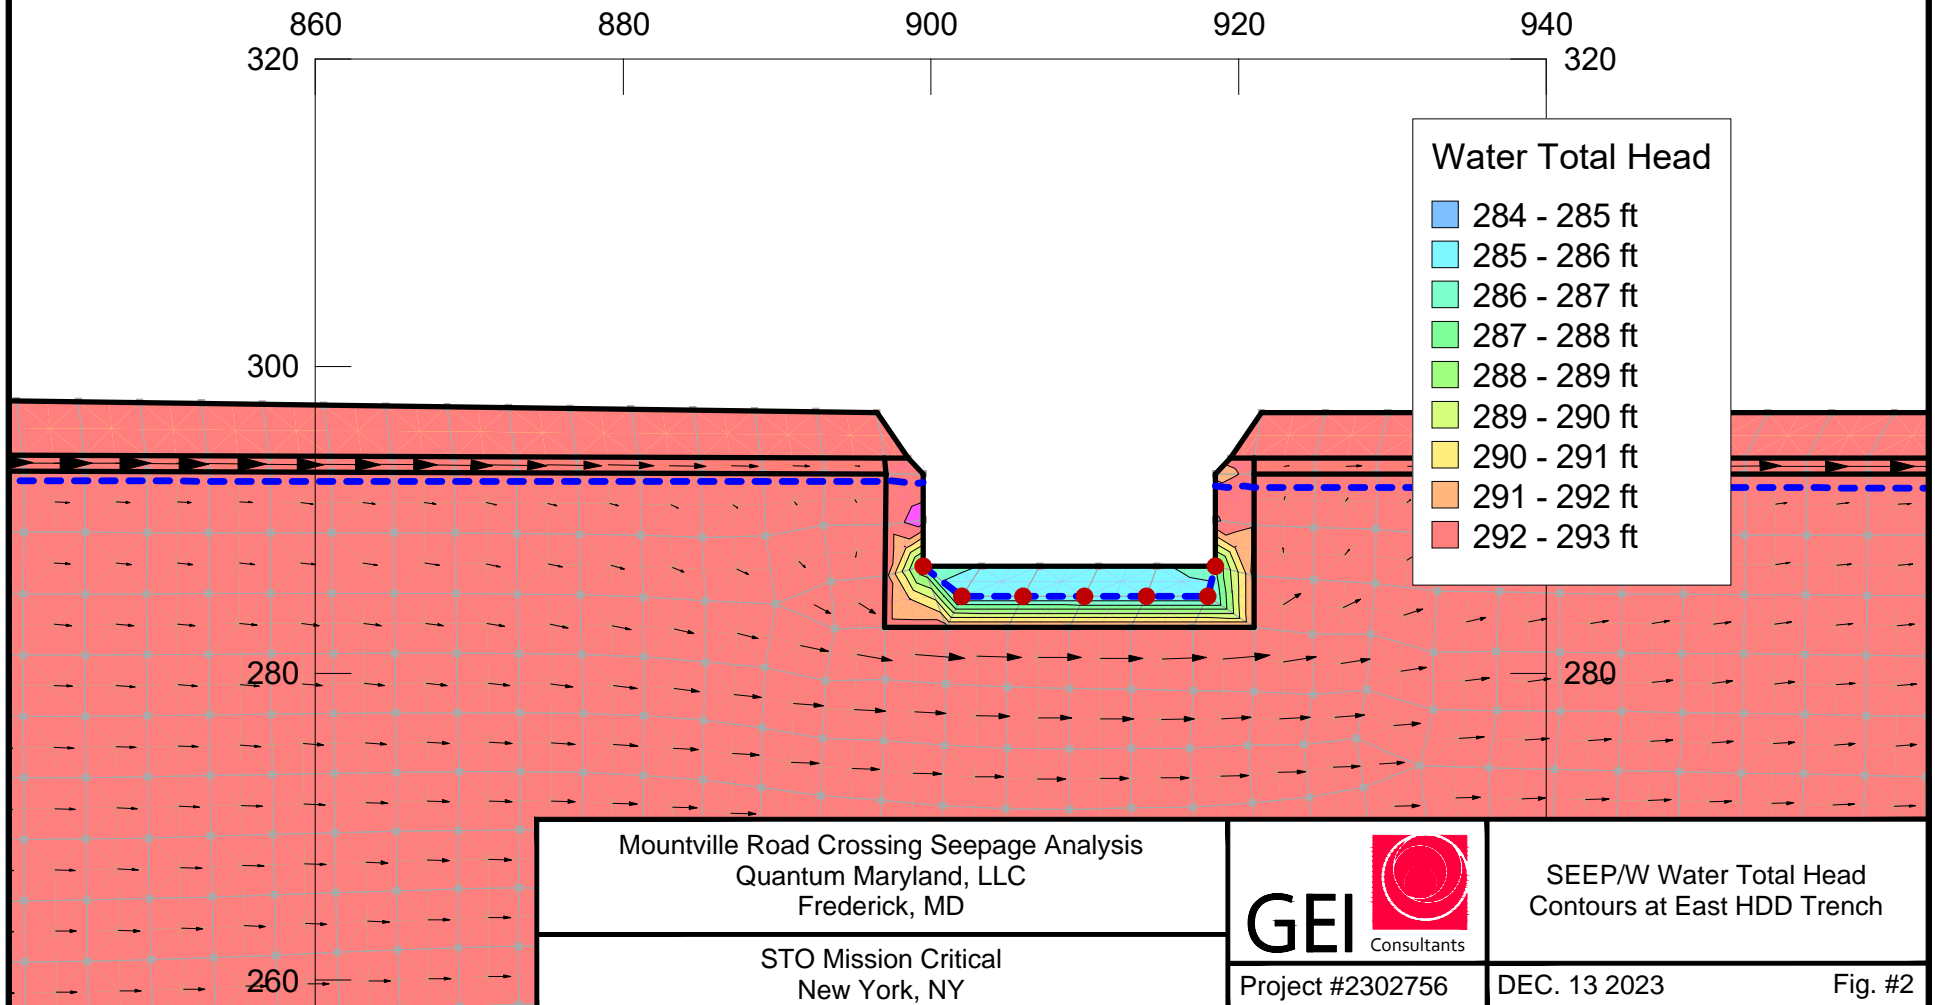 860 880 900 920 940
320 320
Water Total Head
284 - 285 ft
285 - 286 ft
286 - 287 ft
287 - 288 ft
288 - 289 ft
289 - 290 ft
290 - 291 ft
291 - 292 ft
292 - 293 ft
300
280 280
260
Mountville Road Crossing Seepage Analysis
Quantum Maryland, LLC
Frederick, MD
STO Mission Critical
New York, NY
GEI
Consultants
Project #2302756
SEEP/W Water Total Head
Contours at East HDD Trench
DEC. 13 2023 Fig. #2